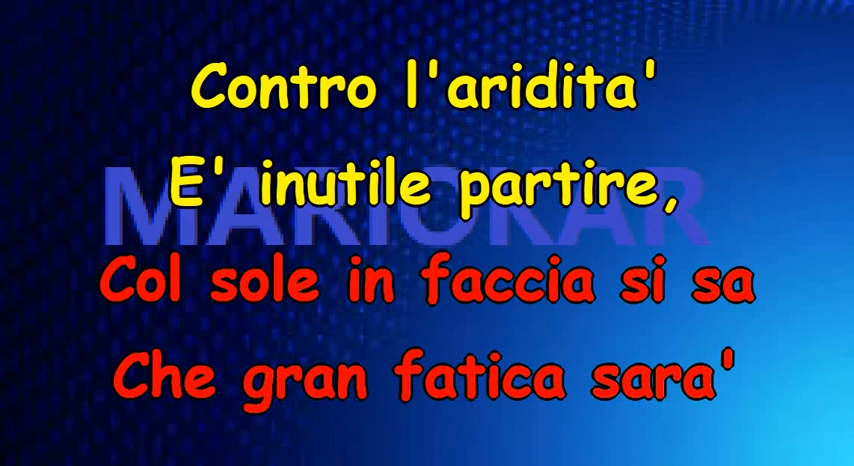 Contro l'aridita'
MARIOKAR
E' inutile partire,
Col sole in faccia si sa
Che gran fatica sara'